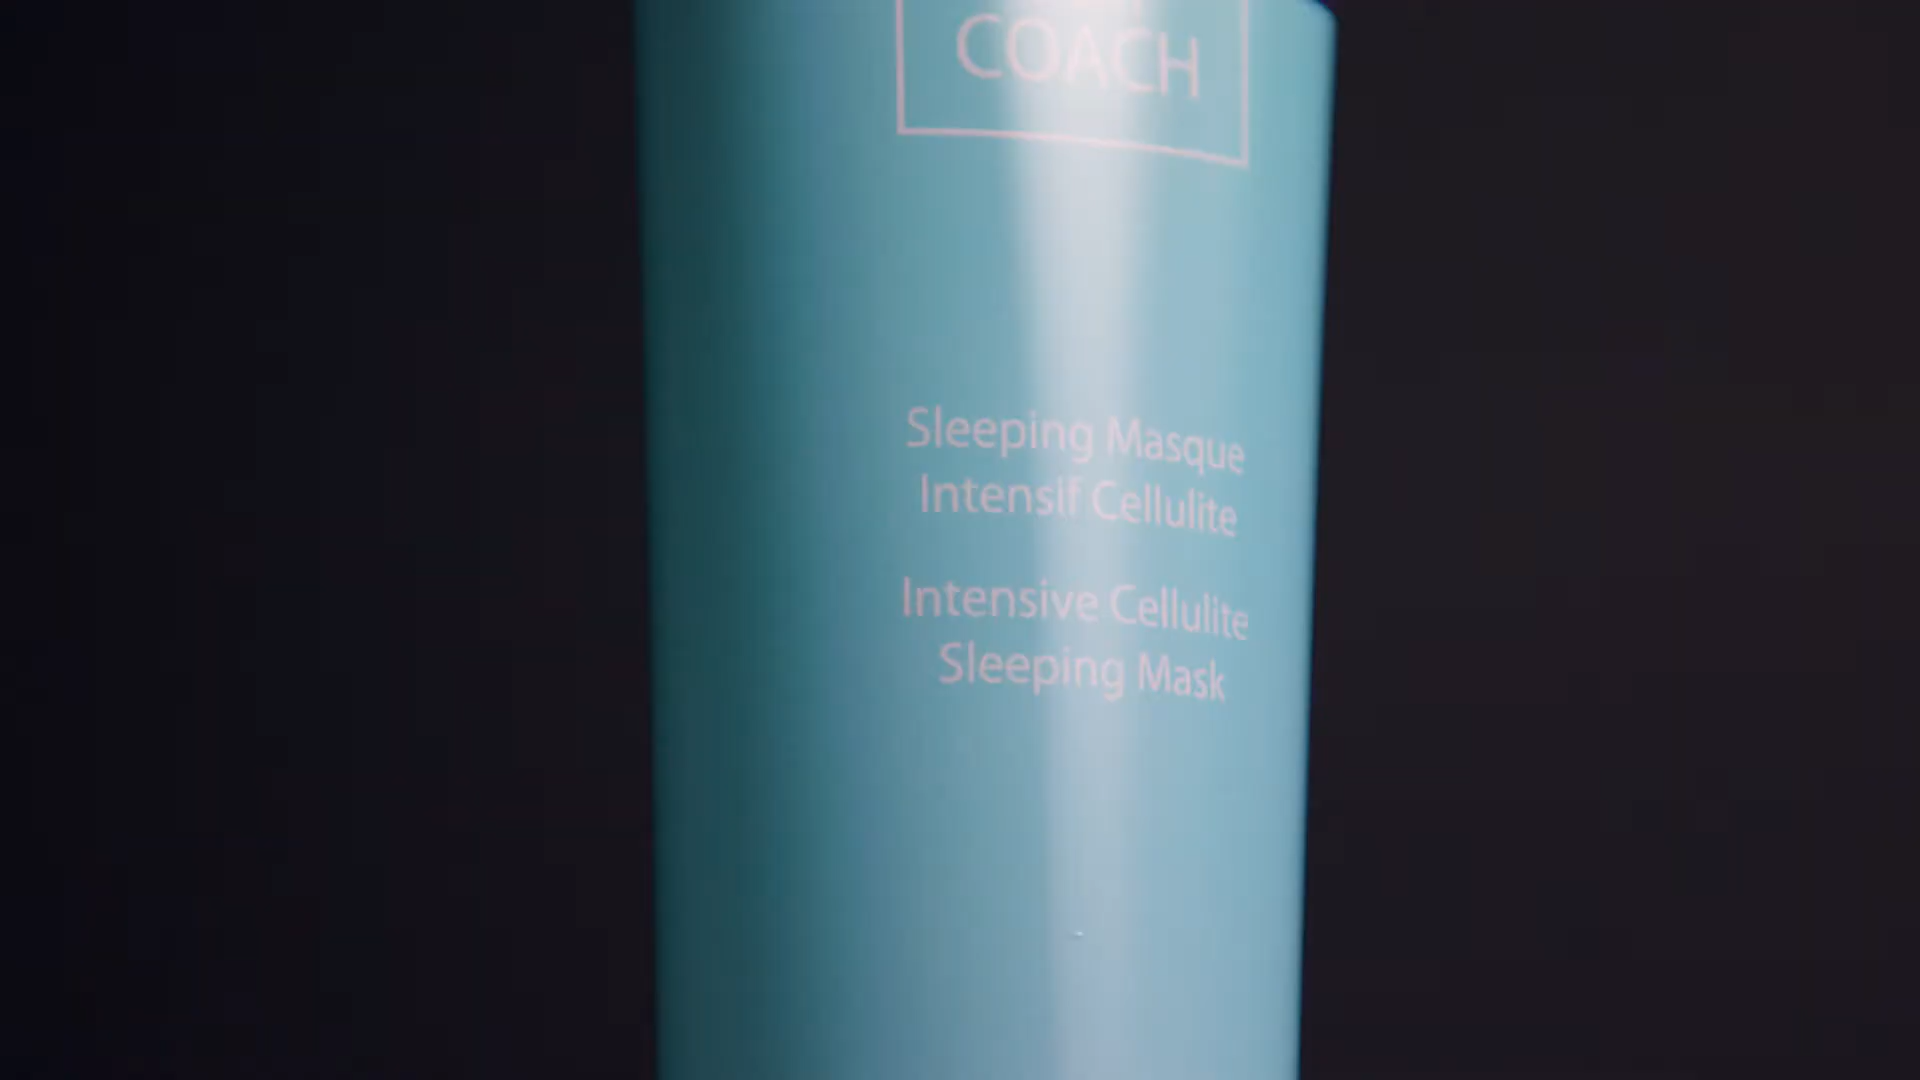 COACH
Sleeping Masque
Intensif Cellulite
Intensive Cellulite
Sleeping Mask